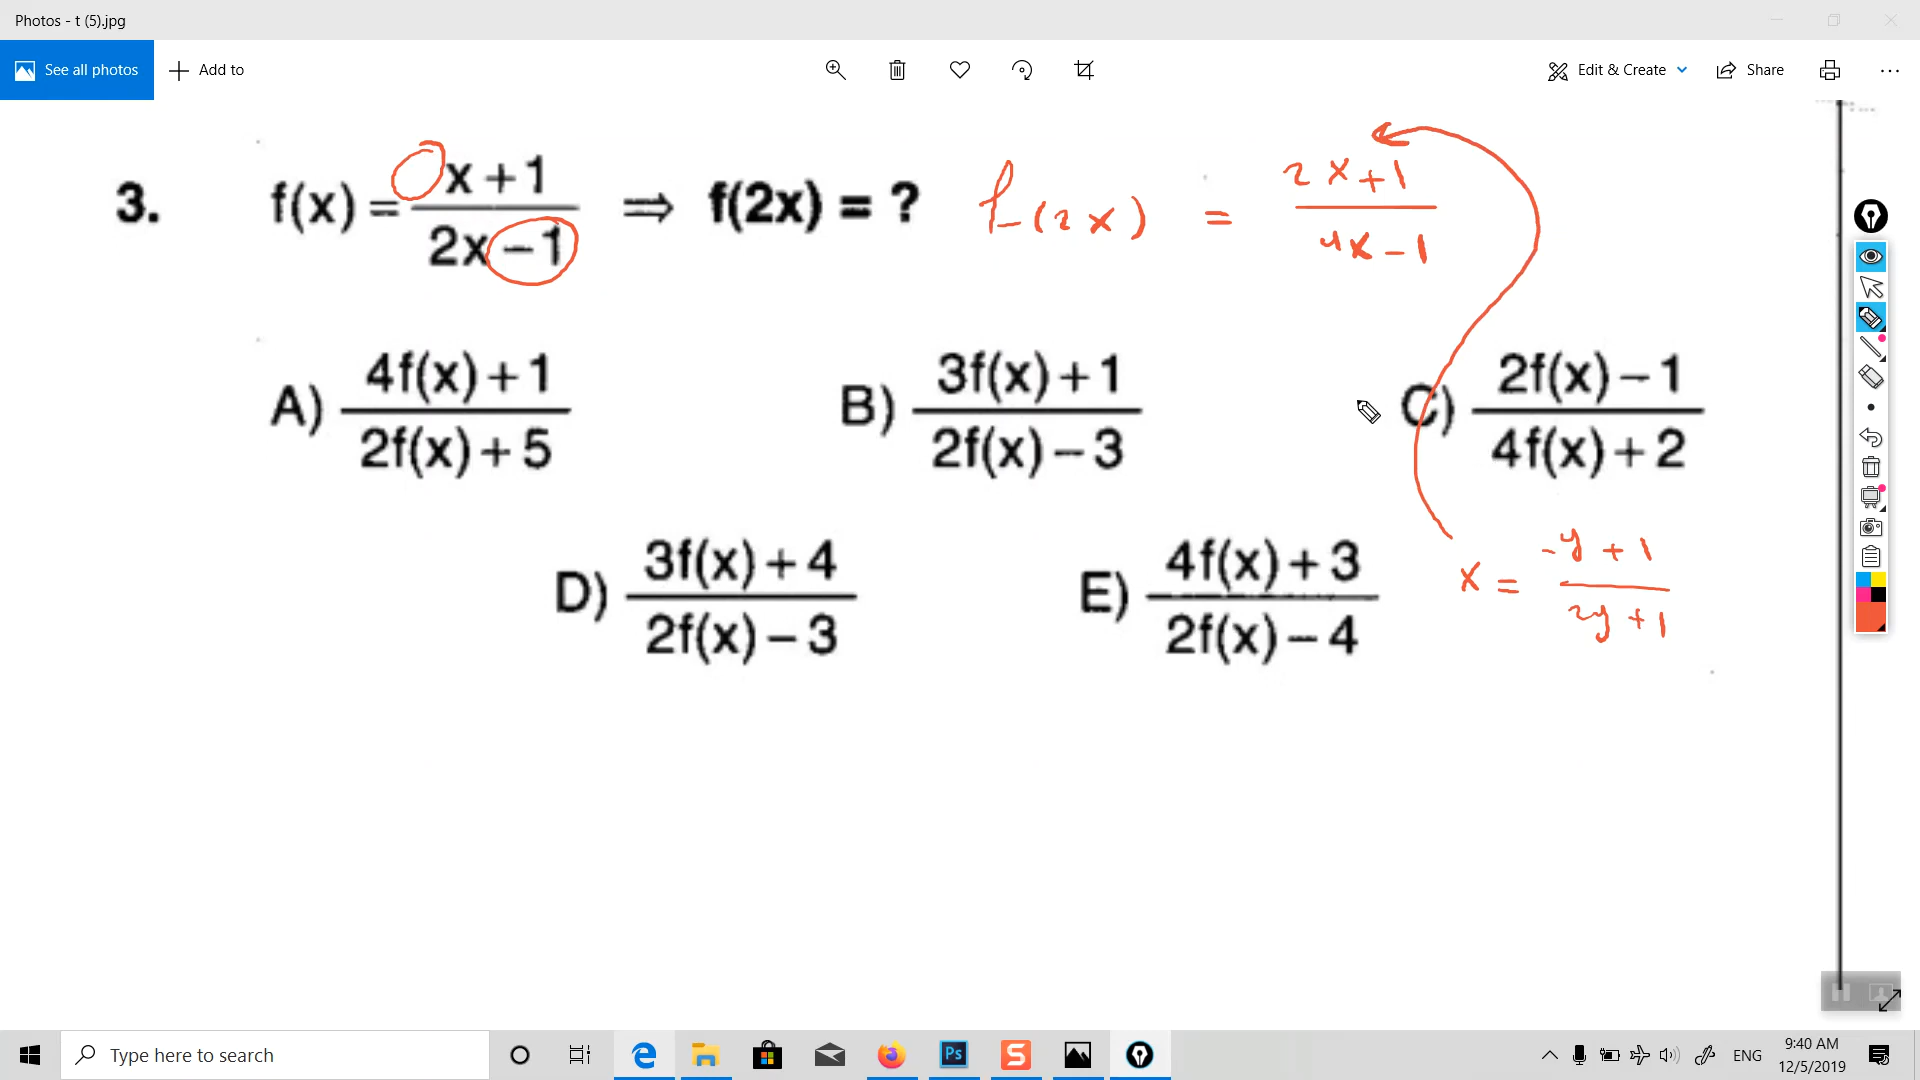 Photos - t (5).jpg
See all photos
Add to
Edit & Create
Share
3. f(x) = x + 1 / 2x - 1 ⇒ f(2x) = ?
f(2x) = 2x+1 / 4x-1
A) 4f(x) + 1 / 2f(x) + 5
B) 3f(x) + 1 / 2f(x) - 3
C) 2f(x) - 1 / 4f(x) + 2
D) 3f(x) + 4 / 2f(x) - 3
E) 4f(x) + 3 / 2f(x) - 4
x = -y + 1 / 2y + 1
Type here to search
Ps
S
ENG
9:40 AM
12/5/2019